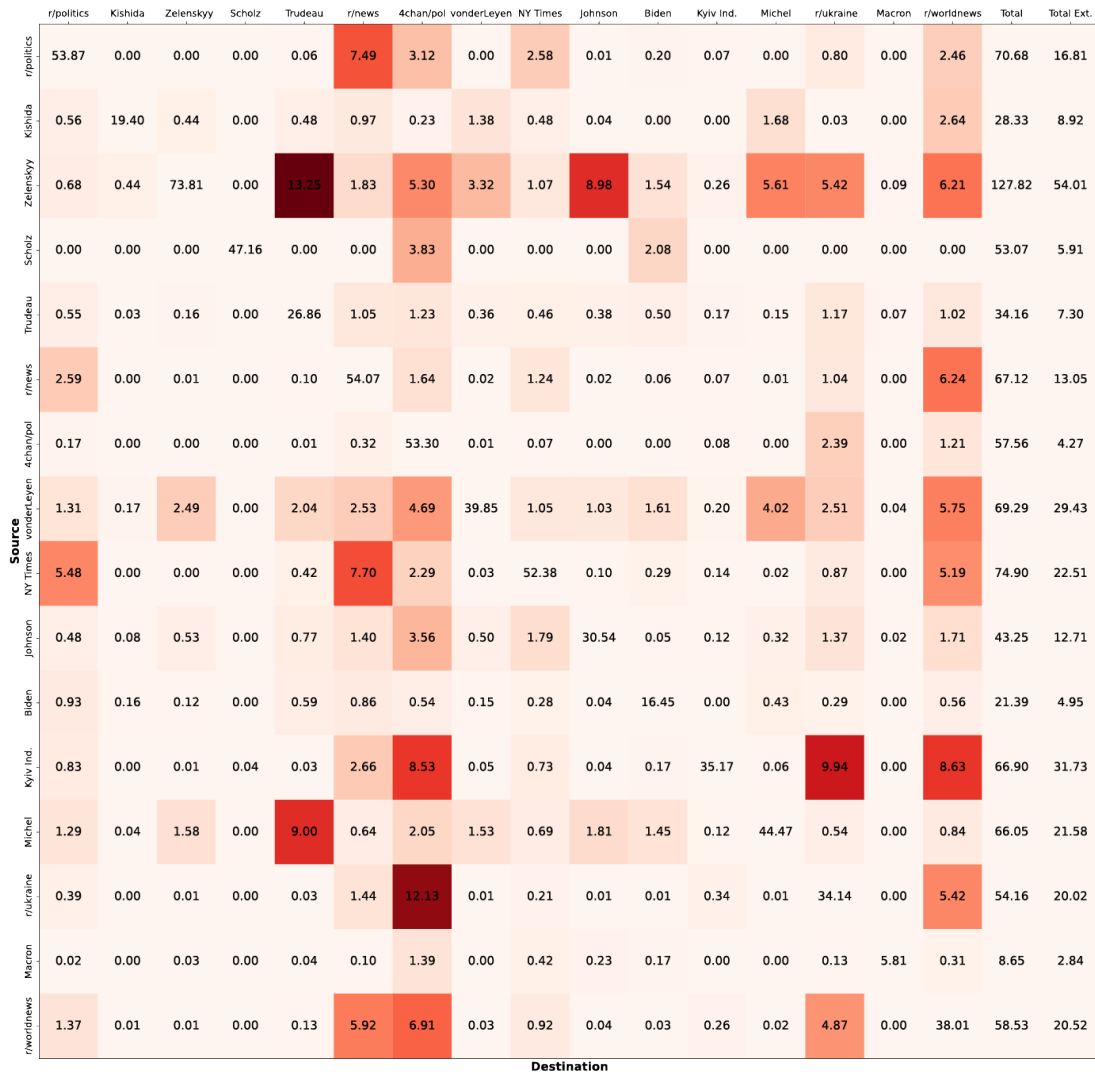 r/politics Kishida Zelenskyy Scholz Trudeau r/news 4chan/pol vonderLeyen NY Times Johnson Biden Kyiv Ind. Michel r/ukraine Macron r/worldnews Total Total Ext.
r/politics 53.87 0.00 0.00 0.00 0.06 7.49 3.12 0.00 2.58 0.01 0.20 0.07 0.00 0.80 0.00 2.46 70.68 16.81
Kishida 0.56 19.40 0.44 0.00 0.48 0.97 0.23 1.38 0.48 0.04 0.00 0.00 1.68 0.03 0.00 2.64 28.33 8.92
Zelenskyy 0.68 0.44 73.81 0.00 13.25 1.83 5.30 3.32 1.07 8.98 1.54 0.26 5.61 5.42 0.09 6.21 127.82 54.01
Scholz 0.00 0.00 0.00 47.16 0.00 0.00 3.83 0.00 0.00 0.00 2.08 0.00 0.00 0.00 0.00 0.00 53.07 5.91
Trudeau 0.55 0.03 0.16 0.00 26.86 1.05 1.23 0.36 0.46 0.38 0.50 0.17 0.15 1.17 0.07 1.02 34.16 7.30
r/news 2.59 0.00 0.01 0.00 0.10 54.07 1.64 0.02 1.24 0.02 0.06 0.07 0.01 1.04 0.00 6.24 67.12 13.05
4chan/pol 0.17 0.00 0.00 0.00 0.01 0.32 53.30 0.01 0.07 0.00 0.00 0.08 0.00 2.39 0.00 1.21 57.56 4.27
vonderLeyen 1.31 0.17 2.49 0.00 2.04 2.53 4.69 39.85 1.05 1.03 1.61 0.20 4.02 2.51 0.04 5.75 69.29 29.43
Source
NY Times 5.48 0.00 0.00 0.00 0.42 7.70 2.29 0.03 52.38 0.10 0.29 0.14 0.02 0.87 0.00 5.19 74.90 22.51
Johnson 0.48 0.08 0.53 0.00 0.77 1.40 3.56 0.50 1.79 30.54 0.05 0.12 0.32 1.37 0.02 1.71 43.25 12.71
Biden 0.93 0.16 0.12 0.00 0.59 0.86 0.54 0.15 0.28 0.04 16.45 0.00 0.43 0.29 0.00 0.56 21.39 4.95
Kyiv Ind. 0.83 0.00 0.01 0.04 0.03 2.66 8.53 0.05 0.73 0.04 0.17 35.17 0.06 9.94 0.00 8.63 66.90 31.73
Michel 1.29 0.04 1.58 0.00 9.00 0.64 2.05 1.53 0.69 1.81 1.45 0.12 44.47 0.54 0.00 0.84 66.05 21.58
r/ukraine 0.39 0.00 0.01 0.00 0.03 1.44 12.13 0.01 0.21 0.01 0.01 0.34 0.01 34.14 0.00 5.42 54.16 20.02
Macron 0.02 0.00 0.03 0.00 0.04 0.10 1.39 0.00 0.42 0.23 0.17 0.00 0.00 0.13 5.81 0.31 8.65 2.84
r/worldnews 1.37 0.01 0.01 0.00 0.13 5.92 6.91 0.03 0.92 0.04 0.03 0.26 0.02 4.87 0.00 38.01 58.53 20.52
Destination